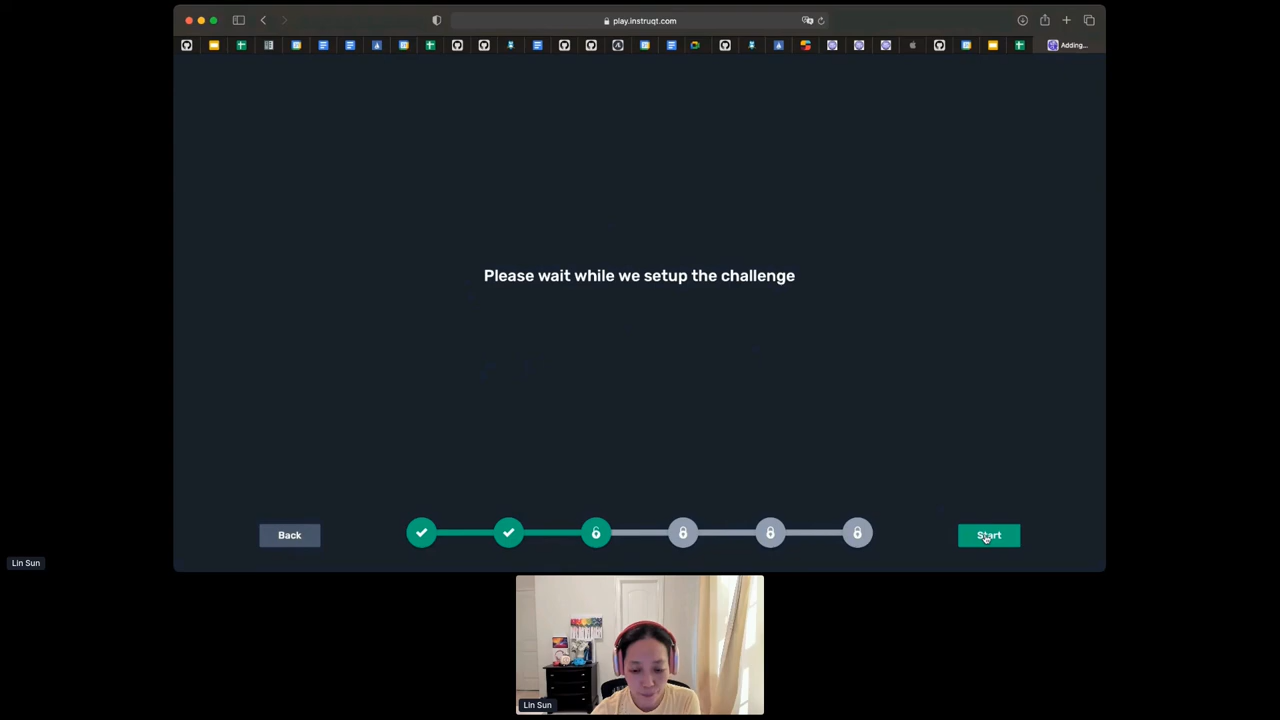 play.instruqt.com
Adding...
Please wait while we setup the challenge
Back
Start
Lin Sun
Lin Sun